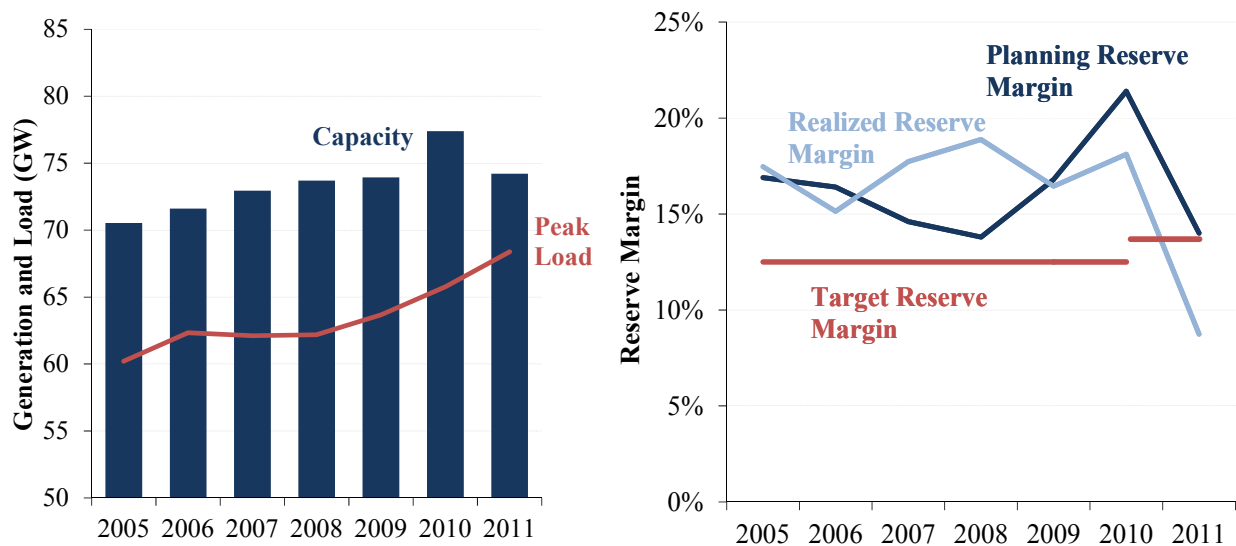 Generation and Load (GW)
85
80
75
70
65
60
55
50
Capacity
Peak
Load
2005 2006 2007 2008 2009 2010 2011
Reserve Margin
25%
20%
15%
10%
5%
0%
Planning Reserve
Margin
Realized Reserve
Margin
Target Reserve
Margin
2005 2006 2007 2008 2009 2010 2011